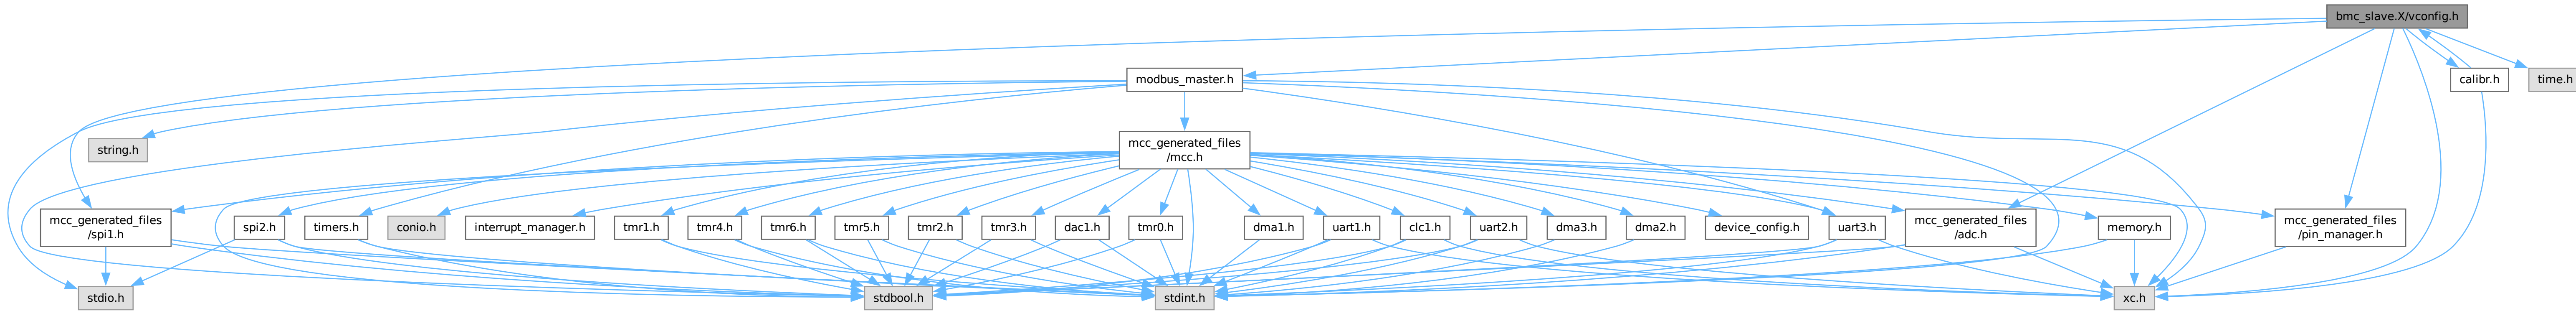 bmc_slave.X/vconfig.h
modbus_master.h
calibr.h
time.h
string.h
mcc_generated_files
/mcc.h
mcc_generated_files
/spi1.h
spi2.h
timers.h
conio.h
interrupt_manager.h
tmr1.h
tmr4.h
tmr6.h
tmr5.h
tmr2.h
tmr3.h
dac1.h
tmr0.h
dma1.h
uart1.h
clc1.h
uart2.h
dma3.h
dma2.h
device_config.h
uart3.h
mcc_generated_files
/adc.h
memory.h
mcc_generated_files
/pin_manager.h
stdio.h
stdbool.h
stdint.h
xc.h